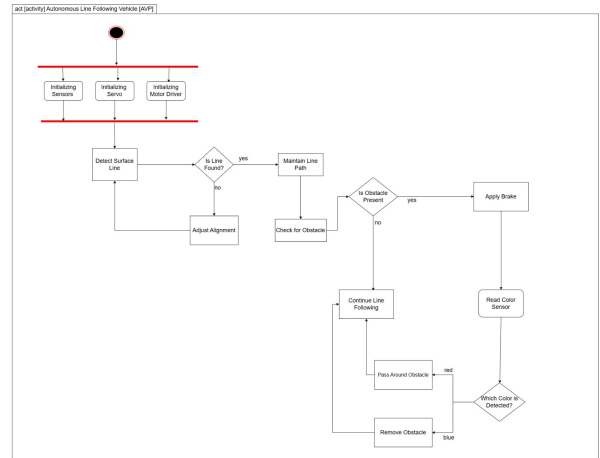 act [activity] Autonomous Line Following Vehicle [AVP]
Initializing
Sensors
Initializing
Servo
Initializing
Motor Driver
Detect Surface
Line
Is Line
Found?
yes
no
Adjust Alignment
Maintain Line
Path
Check for Obstacle
Is Obstacle
Present
yes
no
Apply Brake
Read Color
Sensor
Continue Line
Following
Pass Around Obstacle
red
Which Color is
Detected?
Remove Obstacle
blue